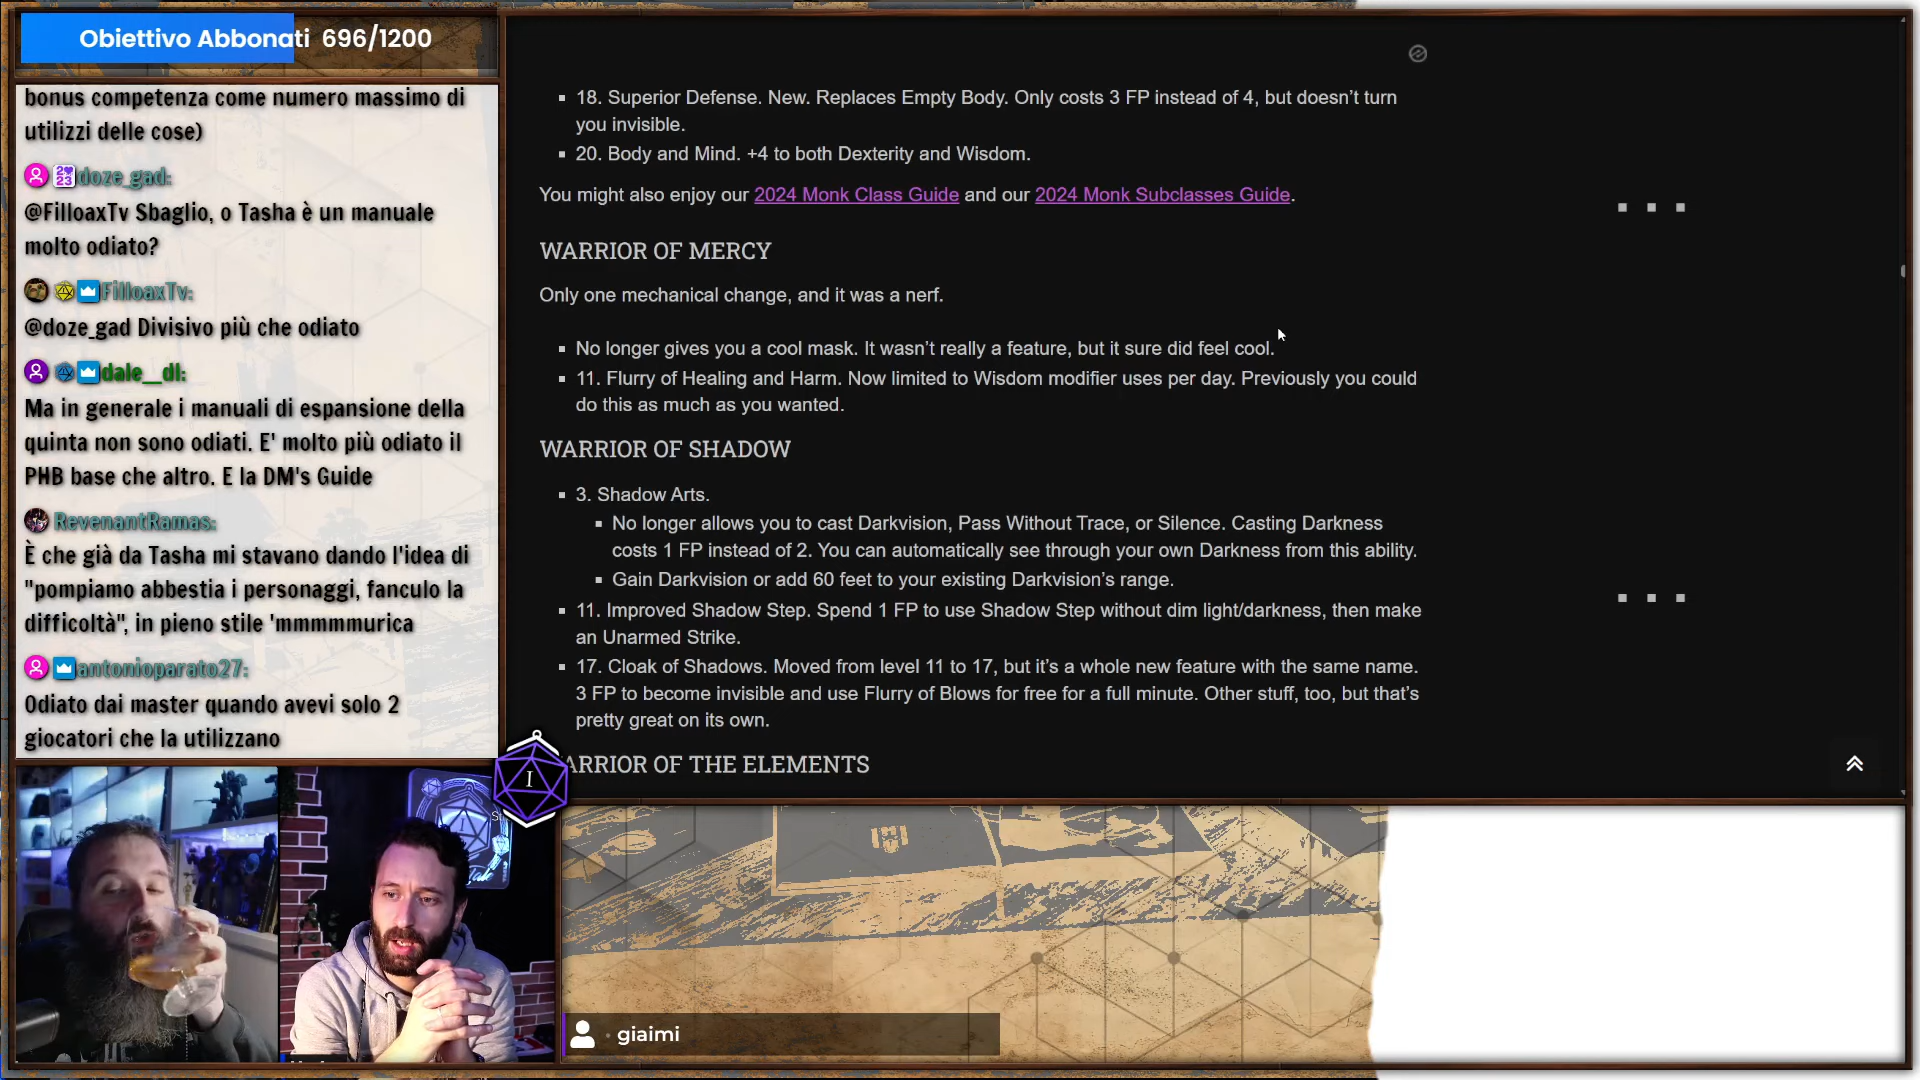 Obiettivo Abbonati 696/1200
bonus competenza come numero massimo di
utilizzi delle cose)
doze_gad:
@FilloaxTv Sbaglio, o Tasha è un manuale
molto odiato?
FilloaxTv:
@doze_gad Divisivo più che odiato
dale__dl:
Ma in generale i manuali di espansione della
quinta non sono odiati. E' molto più odiato il
PHB base che altro. E la DM's Guide
RevenantRamas:
È che già da Tasha mi stavano dando l'idea di
"pompiamo abbestia i personaggi, fanculo la
difficoltà", in pieno stile 'mmmmmurica
antonioparato27:
Odiato dai master quando avevi solo 2
giocatori che la utilizzano
18. Superior Defense. New. Replaces Empty Body. Only costs 3 FP instead of 4, but doesn’t turn
you invisible.
20. Body and Mind. +4 to both Dexterity and Wisdom.
You might also enjoy our 2024 Monk Class Guide and our 2024 Monk Subclasses Guide.
WARRIOR OF MERCY
Only one mechanical change, and it was a nerf.
No longer gives you a cool mask. It wasn’t really a feature, but it sure did feel cool.
11. Flurry of Healing and Harm. Now limited to Wisdom modifier uses per day. Previously you could
do this as much as you wanted.
WARRIOR OF SHADOW
3. Shadow Arts.
No longer allows you to cast Darkvision, Pass Without Trace, or Silence. Casting Darkness
costs 1 FP instead of 2. You can automatically see through your own Darkness from this ability.
Gain Darkvision or add 60 feet to your existing Darkvision’s range.
11. Improved Shadow Step. Spend 1 FP to use Shadow Step without dim light/darkness, then make
an Unarmed Strike.
17. Cloak of Shadows. Moved from level 11 to 17, but it’s a whole new feature with the same name.
3 FP to become invisible and use Flurry of Blows for free for a full minute. Other stuff, too, but that’s
pretty great on its own.
ARRIOR OF THE ELEMENTS
I
giaimi